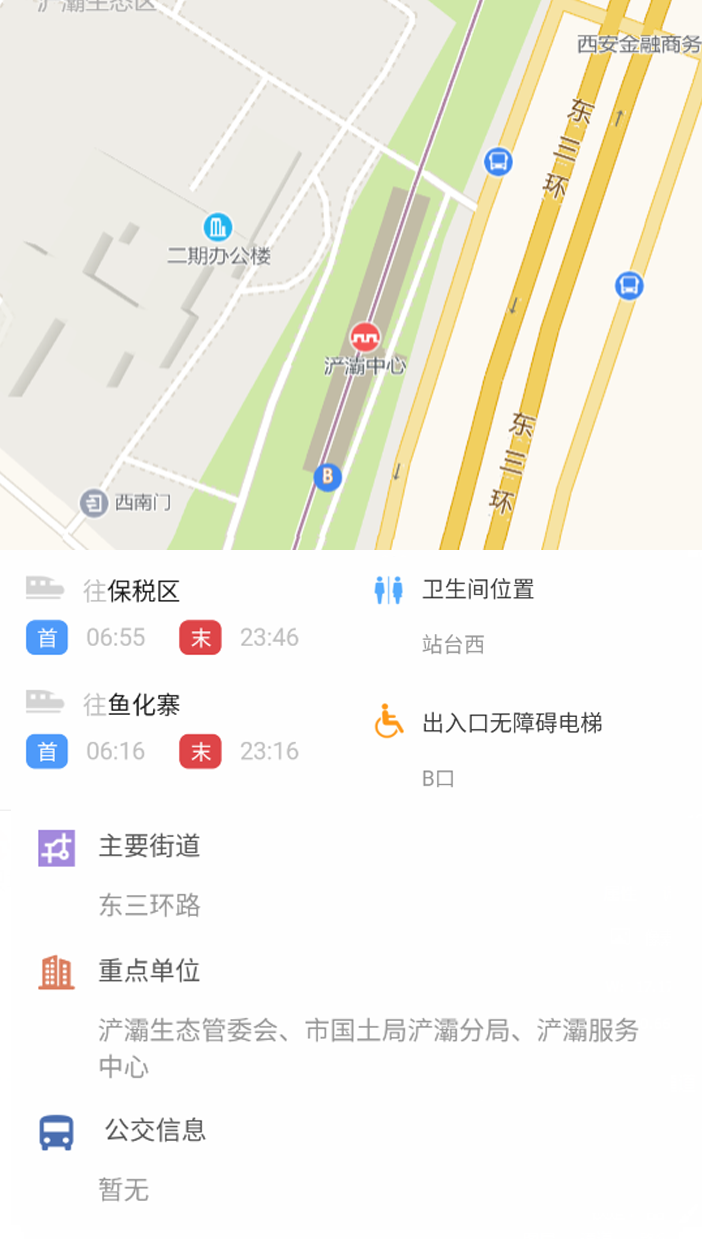 浐灞生态区
西安金融商务
东三环
二期办公楼
浐灞中心
东三环
B
西南门
往保税区
首 06:55 末 23:46
往鱼化寨
首 06:16 末 23:16
卫生间位置
站台西
出入口无障碍电梯
B口
主要街道
东三环路
重点单位
浐灞生态管委会、市国土局浐灞分局、浐灞服务
中心
公交信息
暂无